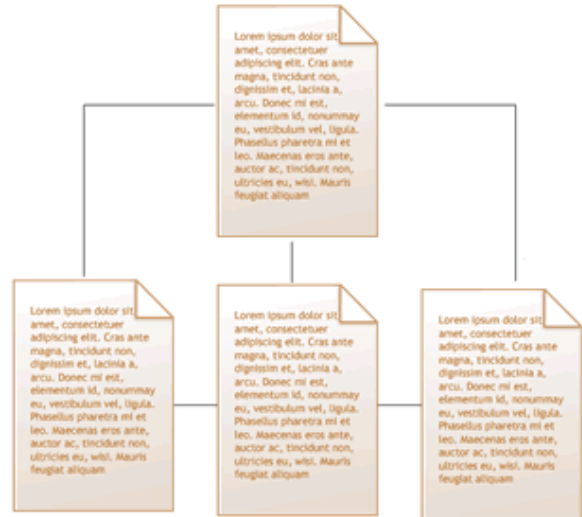 Lorem ipsum dolor sit
amet, consectetuer
adipiscing elit. Cras ante
magna, tincidunt non,
dignissim et, lacinia a,
arcu. Donec mi est,
elementum id, nonummay
eu, vestibulum vel, ligula.
Phasellus pharetra mi et
leo. Maecenas eros ante,
auctor ac, tincidunt non,
ultricies eu, wisi. Mauris
feugiat aliquam
Lorem ipsum dolor sit
amet, consectetuer
adipiscing elit. Cras ante
magna, tincidunt non,
dignissim et, lacinia a,
arcu. Donec mi est,
elementum id, nonummay
eu, vestibulum vel, ligula.
Phasellus pharetra mi et
leo. Maecenas eros ante,
auctor ac, tincidunt non,
ultricies eu, wisi. Mauris
feugiat aliquam
Lorem ipsum dolor sit
amet, consectetuer
adipiscing elit. Cras ante
magna, tincidunt non,
dignissim et, lacinia a,
arcu. Donec mi est,
elementum id, nonummay
eu, vestibulum vel, ligula.
Phasellus pharetra mi et
leo. Maecenas eros ante,
auctor ac, tincidunt non,
ultricies eu, wisi. Mauris
feugiat aliquam
Lorem ipsum dolor sit
amet, consectetuer
adipiscing elit. Cras ante
magna, tincidunt non,
dignissim et, lacinia a,
arcu. Donec mi est,
elementum id, nonummay
eu, vestibulum vel, ligula.
Phasellus pharetra mi et
leo. Maecenas eros ante,
auctor ac, tincidunt non,
ultricies eu, wisi. Mauris
feugiat aliquam